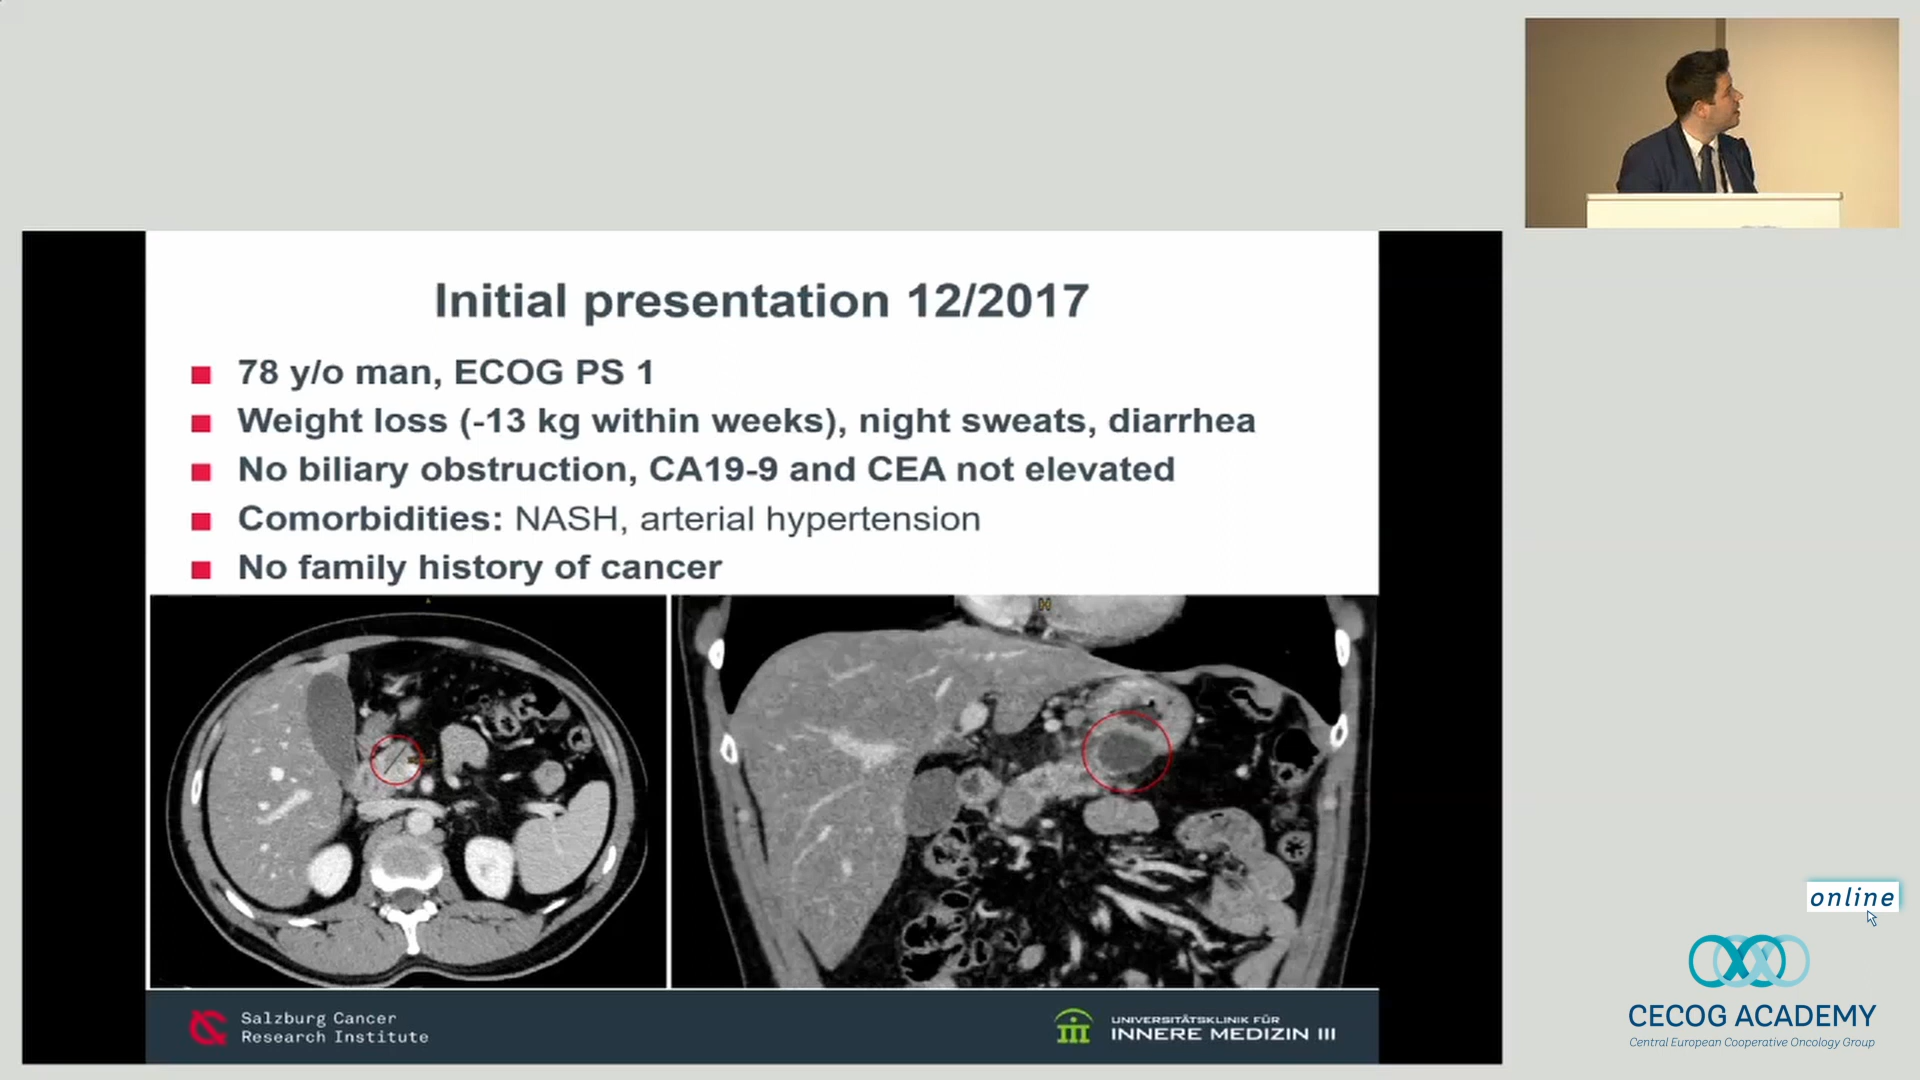 Initial presentation 12/2017
78 y/o man, ECOG PS 1
Weight loss (-13 kg within weeks), night sweats, diarrhea
No biliary obstruction, CA19-9 and CEA not elevated
Comorbidities: NASH, arterial hypertension
No family history of cancer
A
H
Salzburg Cancer
Research Institute
UNIVERSITÄTSKLINIK FÜR
INNERE MEDIZIN III
online
CECOG ACADEMY
Central European Cooperative Oncology Group